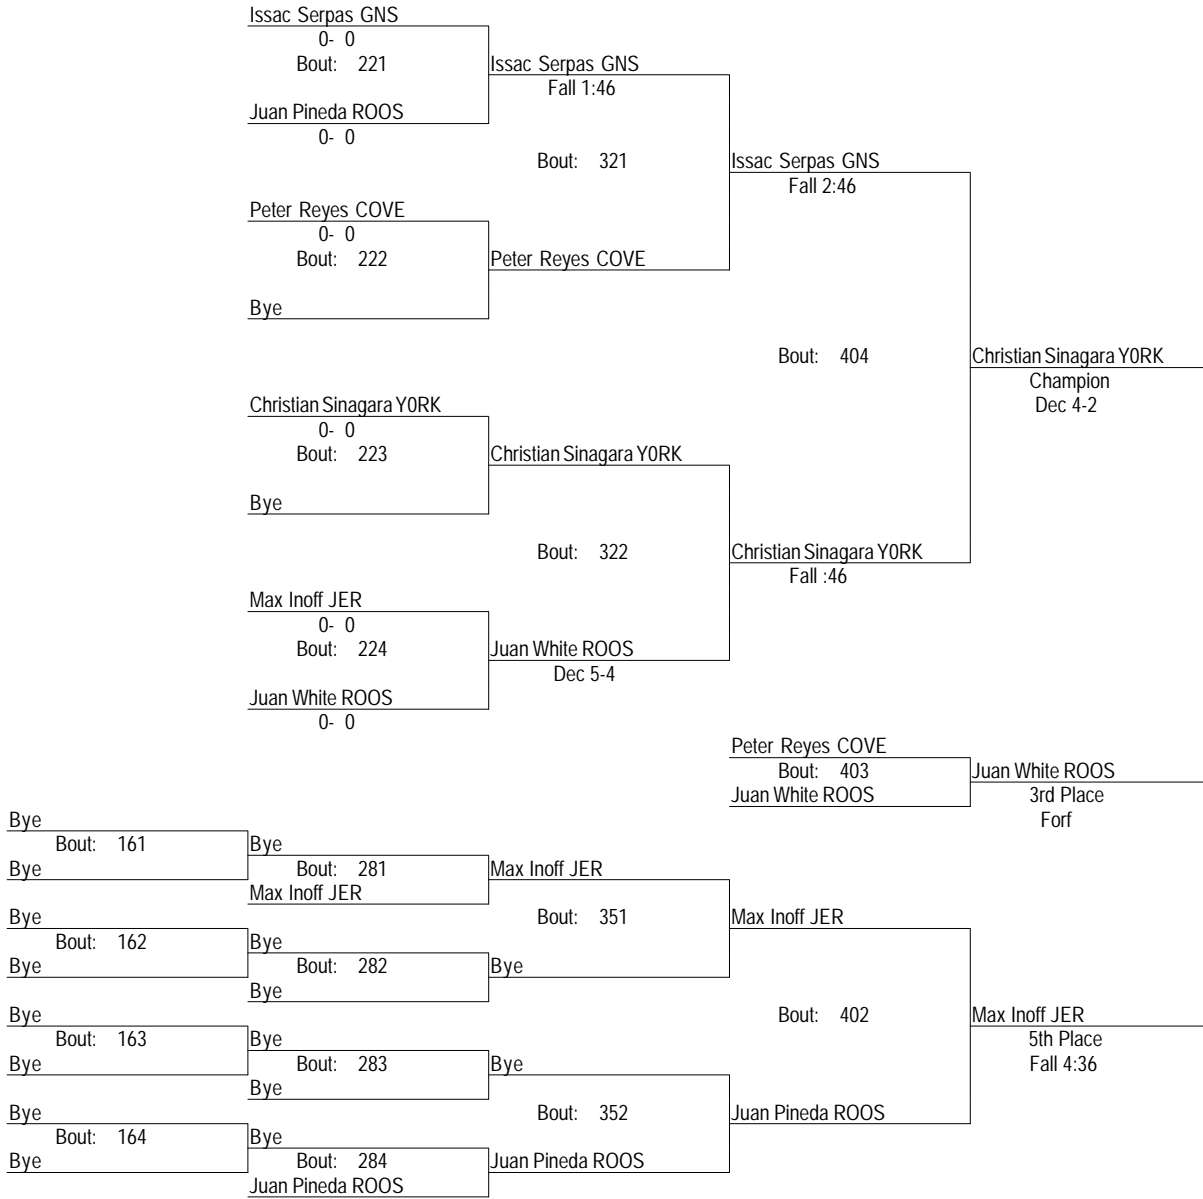 Issac Serpas GNS
0- 0
Bout: 221
Issac Serpas GNS
Fall 1:46
Juan Pineda ROOS
0- 0
Bout: 321
Issac Serpas GNS
Fall 2:46
Peter Reyes COVE
0- 0
Bout: 222
Peter Reyes COVE
Bye
Bout: 404
Christian Sinagara Y0RK
Champion
Dec 4-2
Christian Sinagara Y0RK
0- 0
Bout: 223
Christian Sinagara Y0RK
Bye
Bout: 322
Christian Sinagara Y0RK
Fall :46
Max Inoff JER
0- 0
Bout: 224
Juan White ROOS
Dec 5-4
Juan White ROOS
0- 0
Peter Reyes COVE
Bout: 403
Juan White ROOS
Juan White ROOS
3rd Place
Forf
Bye
Bout: 161
Bye
Bye
Bout: 281
Max Inoff JER
Max Inoff JER
Bout: 351
Max Inoff JER
Bye
Bout: 162
Bye
Bye
Bout: 282
Bye
Bye
Bout: 402
Max Inoff JER
5th Place
Fall 4:36
Bye
Bout: 163
Bye
Bye
Bout: 283
Bye
Bye
Bout: 352
Juan Pineda ROOS
Bye
Bout: 164
Bye
Bye
Bout: 284
Juan Pineda ROOS
Juan Pineda ROOS